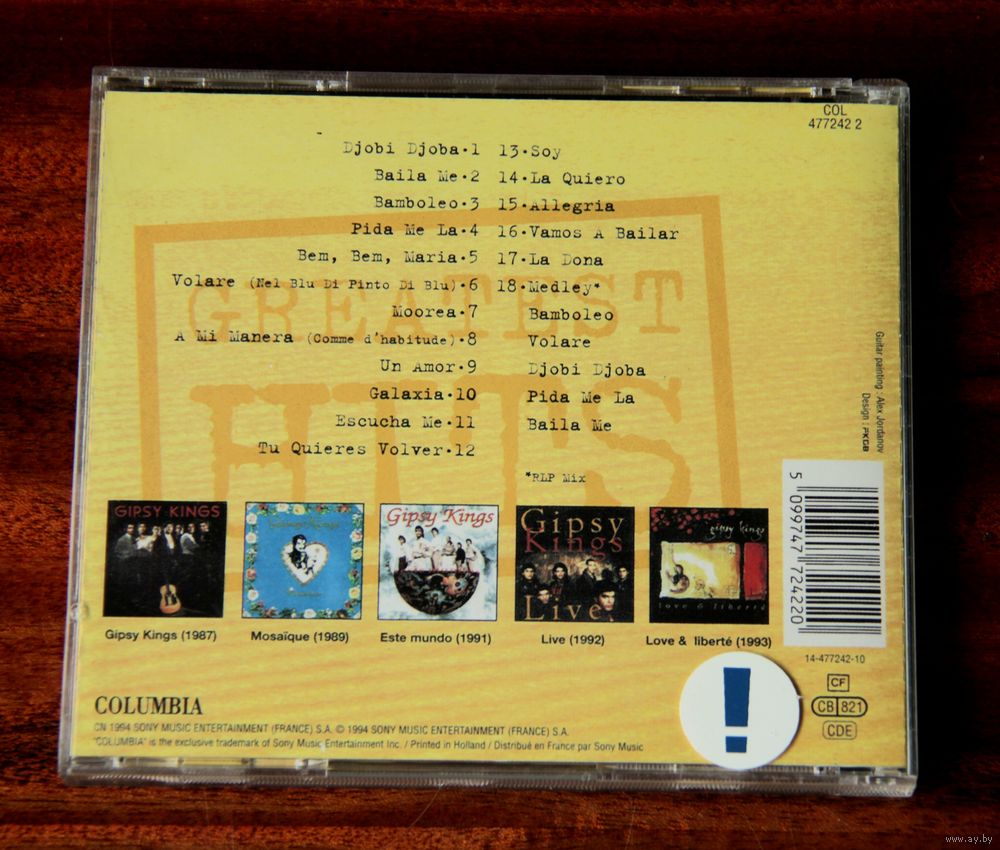 COL
477242 2
Djobi Djoba·1
Baila Me·2
Bamboleo·3
Pida Me La·4
Bem, Bem, Maria·5
Volare (Nel Blu Di Pinto Di Blu)·6
Moorea·7
A Mi Manera (Comme d'habitude)·8
Un Amor·9
Galaxia·10
Escucha Me·11
Tu Quieres Volver·12
13·Soy
14·La Quiero
15·Allegria
16·Vamos A Bailar
17·La Dona
18·Medley*
Bamboleo
Volare
Djobi Djoba
Pida Me La
Baila Me
*RLP Mix
GREATEST
HITS
Guitar painting : Alex Jordanov
Design : FKGB
5 099747 724220
GIPSY KINGS
Gipsy Kings
Gipsy Kings
Gipsy
Kings
Live
gipsy kings
love & liberté
Gipsy Kings (1987)
Mosaïque (1989)
Este mundo (1991)
Live (1992)
Love & liberté (1993)
14-477242-10
CF
CB 821
CDE
!
COLUMBIA
CN 1994 SONY MUSIC ENTERTAINMENT (FRANCE) S.A. © 1994 SONY MUSIC ENTERTAINMENT (FRANCE) S.A.
"COLUMBIA" is the exclusive trademark of Sony Music Entertainment Inc. / Printed in Holland / Distribué en France par Sony Music
www.ay.by